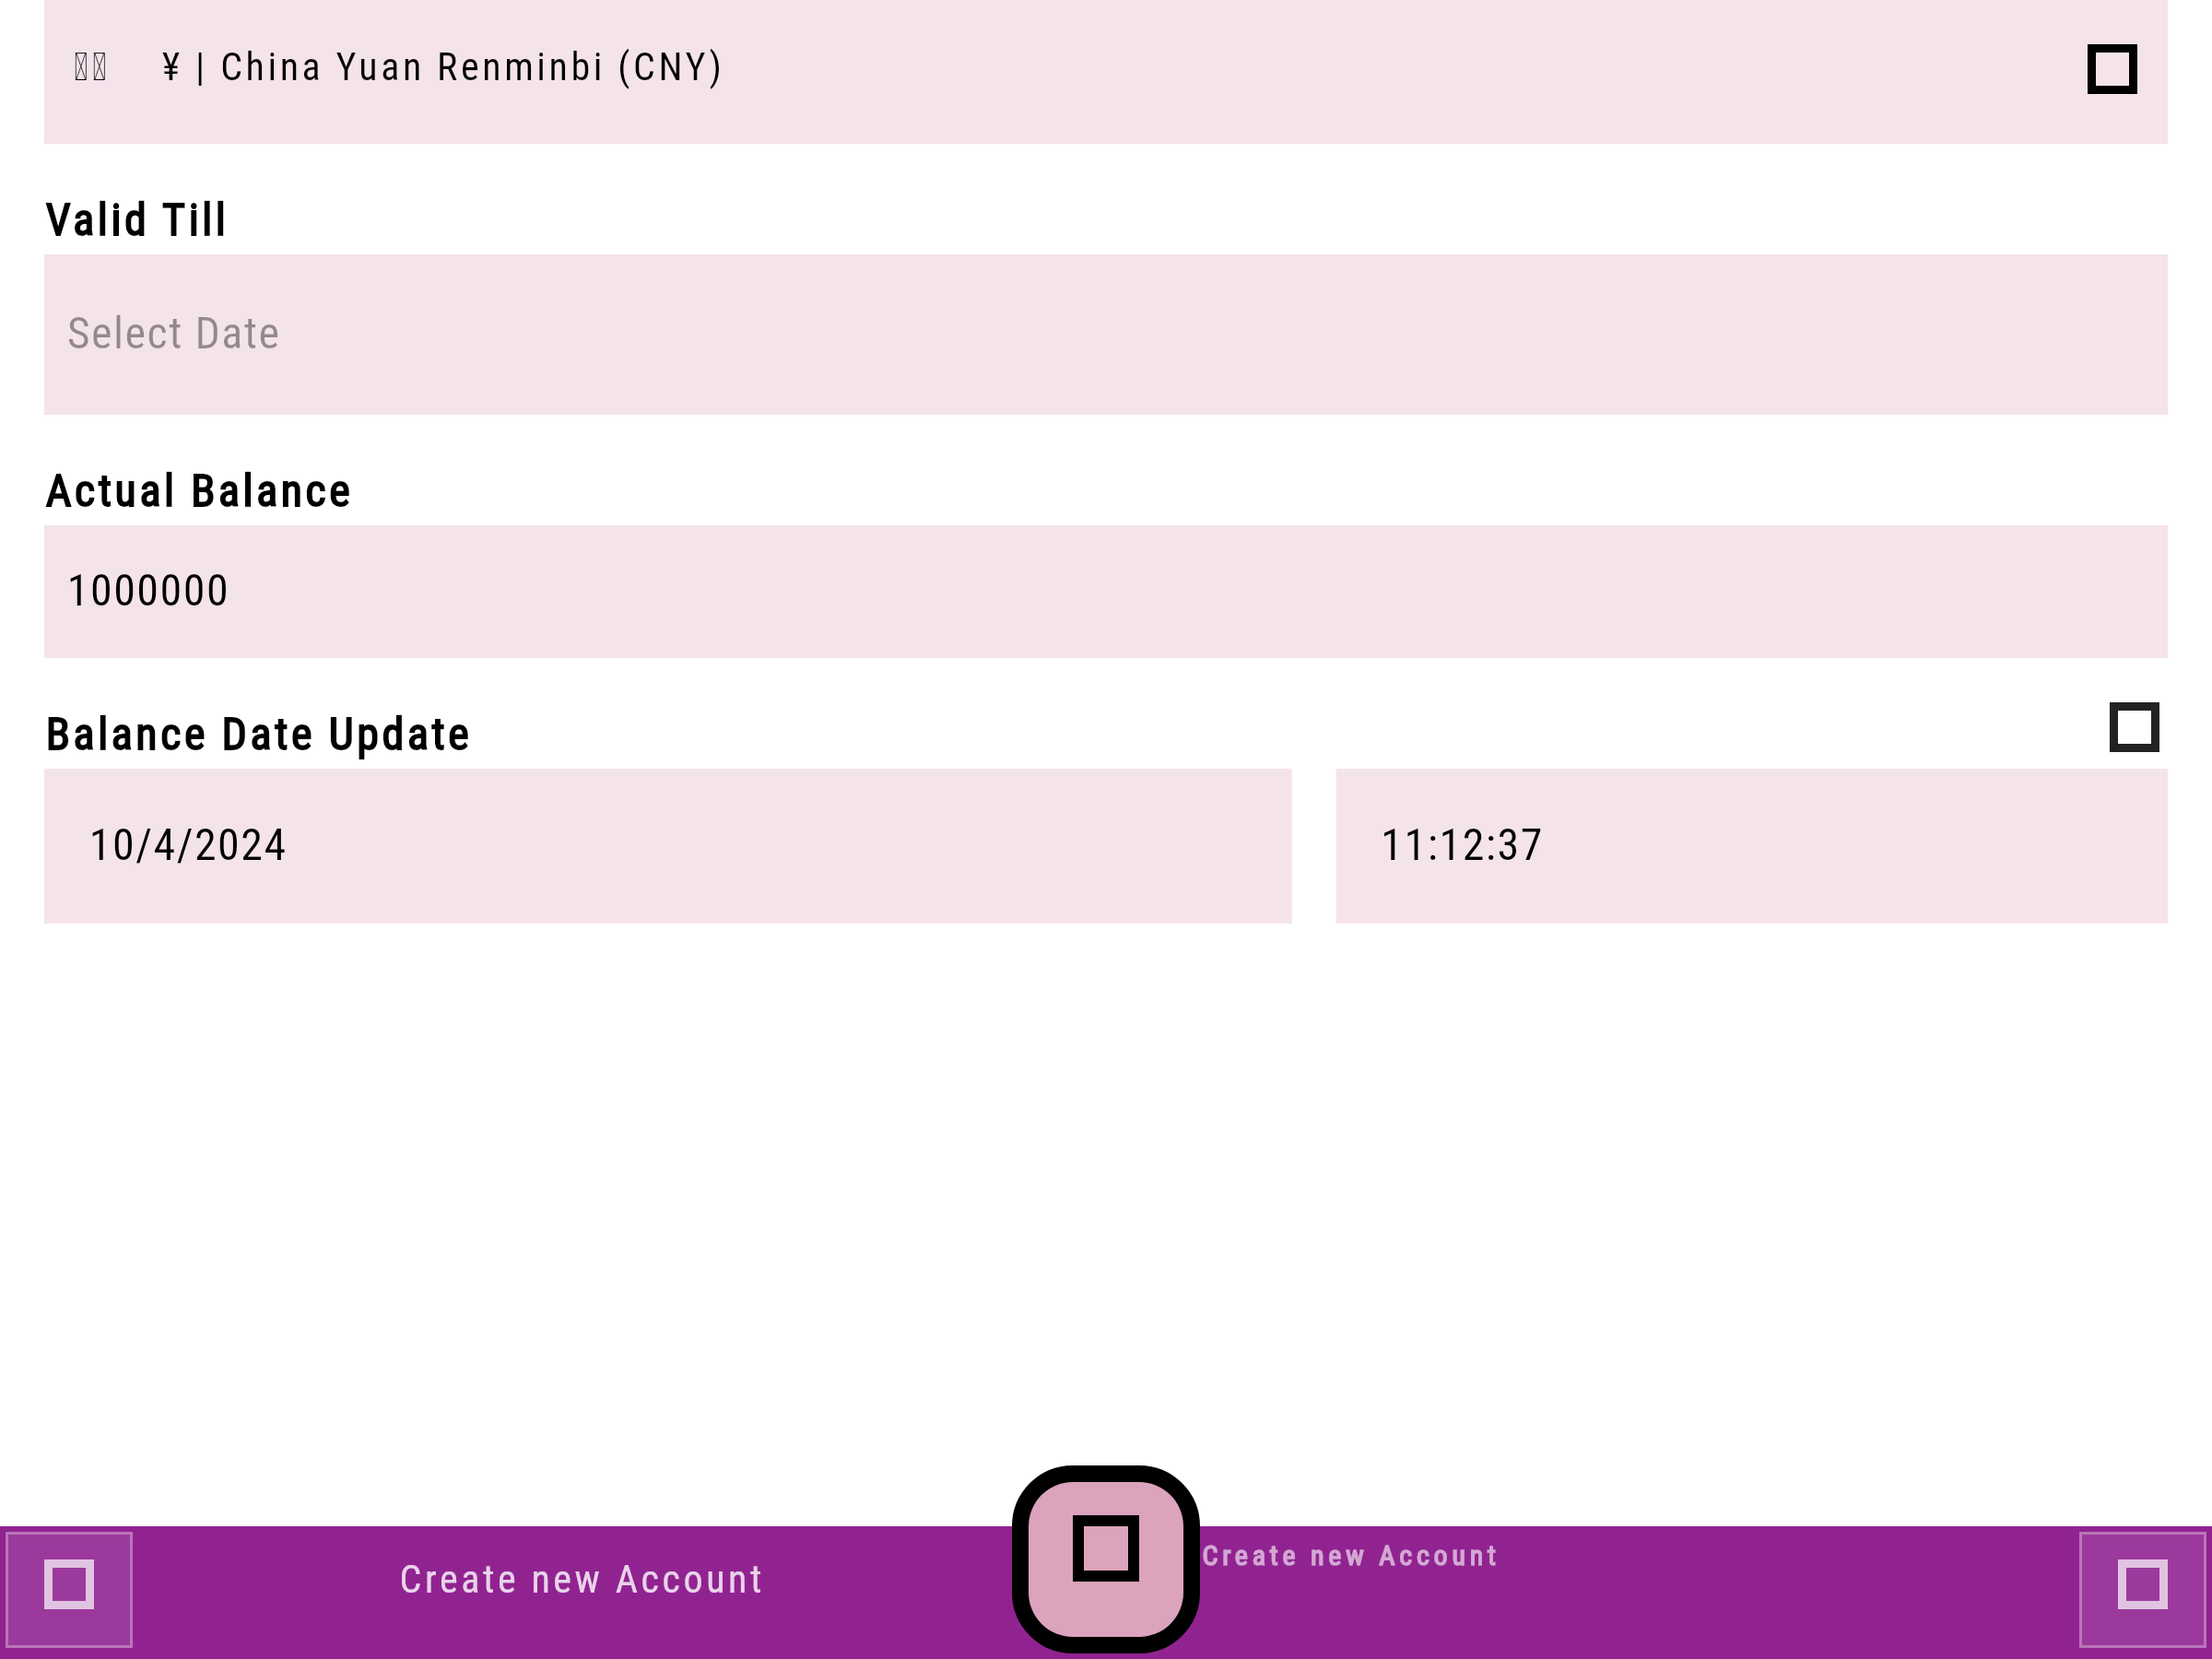 ¥ | China Yuan Renminbi (CNY)
Valid Till
Select Date
Actual Balance
1000000
Balance Date Update
10/4/2024
11:12:37
Create new Account
Create new Account